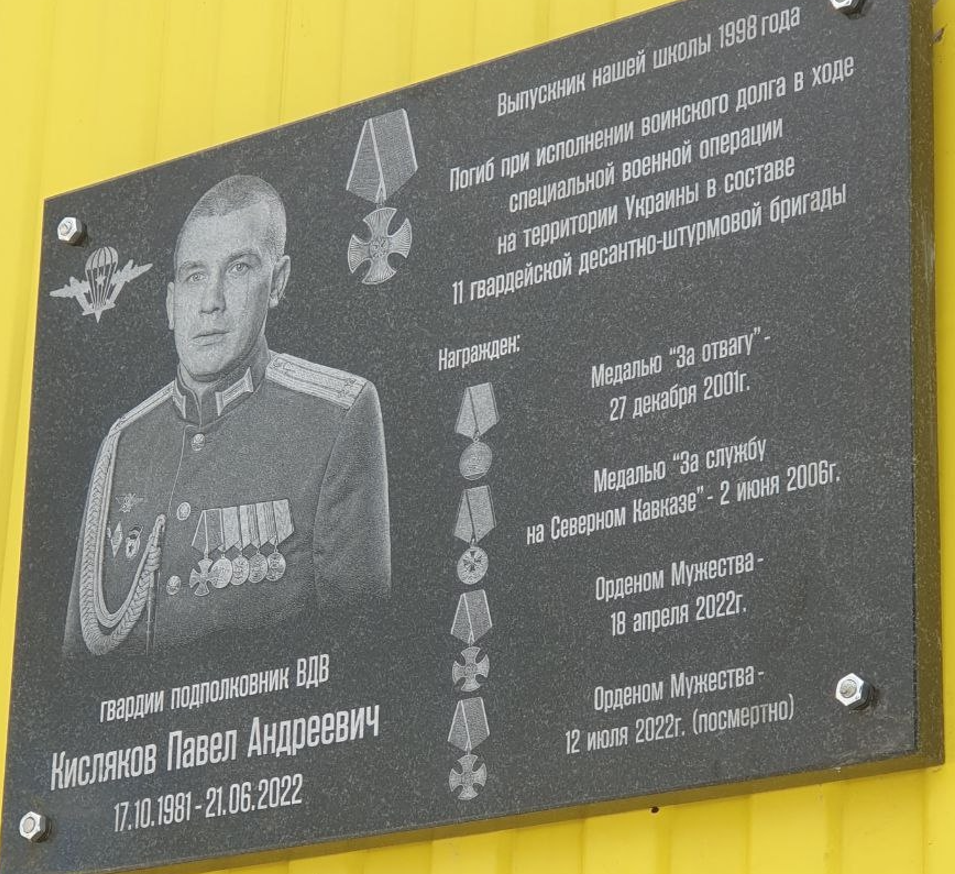 Выпускник нашей школы 1998 года
Погиб при исполнении воинского долга в ходе
специальной военной операции
на территории Украины в составе
11 гвардейской десантно-штурмовой бригады
Награжден:
Медалью "За отвагу" -
27 декабря 2001г.
Медалью "За службу
на Северном Кавказе" - 2 июня 2006г.
Орденом Мужества -
18 апреля 2022г.
Орденом Мужества -
12 июля 2022г. (посмертно)
гвардии подполковник ВДВ
Кисляков Павел Андреевич
17.10.1981 - 21.06.2022